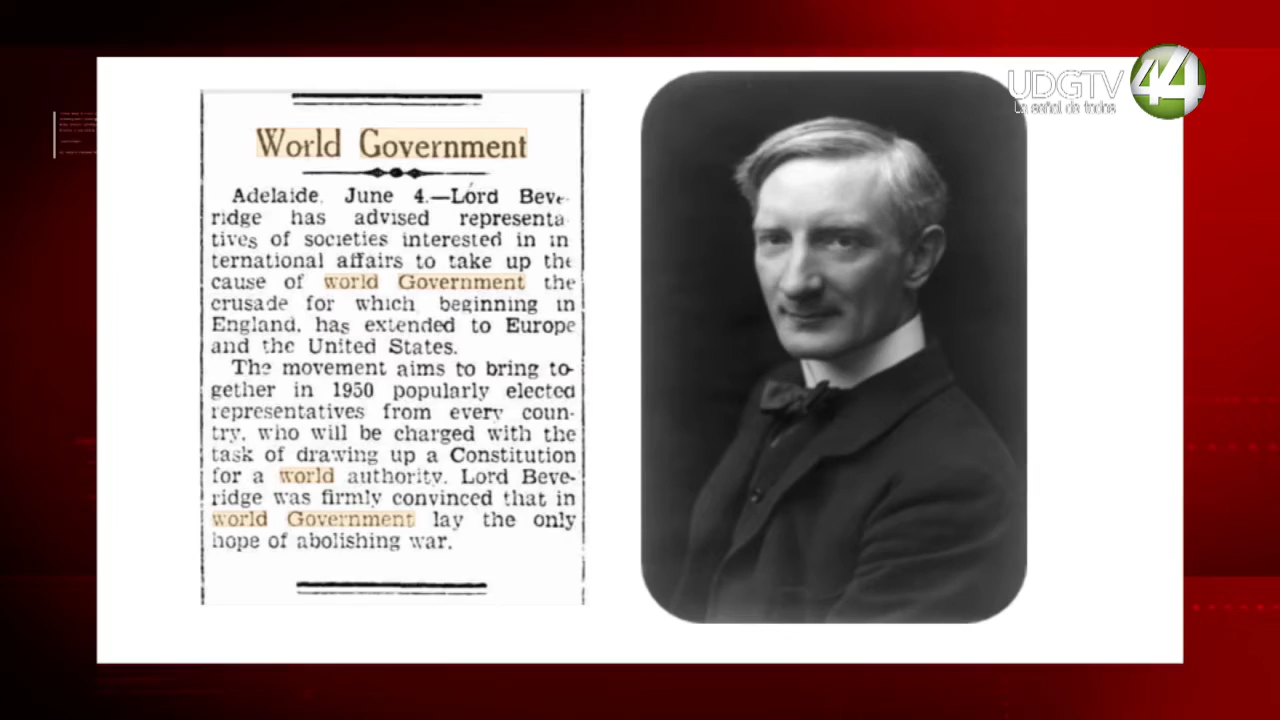 World Government
Adelaide, June 4.—Lord Beve-
ridge has advised representa-
tives of societies interested in in
ternational affairs to take up the
cause of world Government the
crusade for which beginning in
England, has extended to Europe
and the United States.
The movement aims to bring to-
gether in 1950 popularly elected
representatives from every coun-
try, who will be charged with the
task of drawing up a Constitution
for a world authority. Lord Beve-
ridge was firmly convinced that in
world Government lay the only
hope of abolishing war.
UDGTV 44
La señal de todos